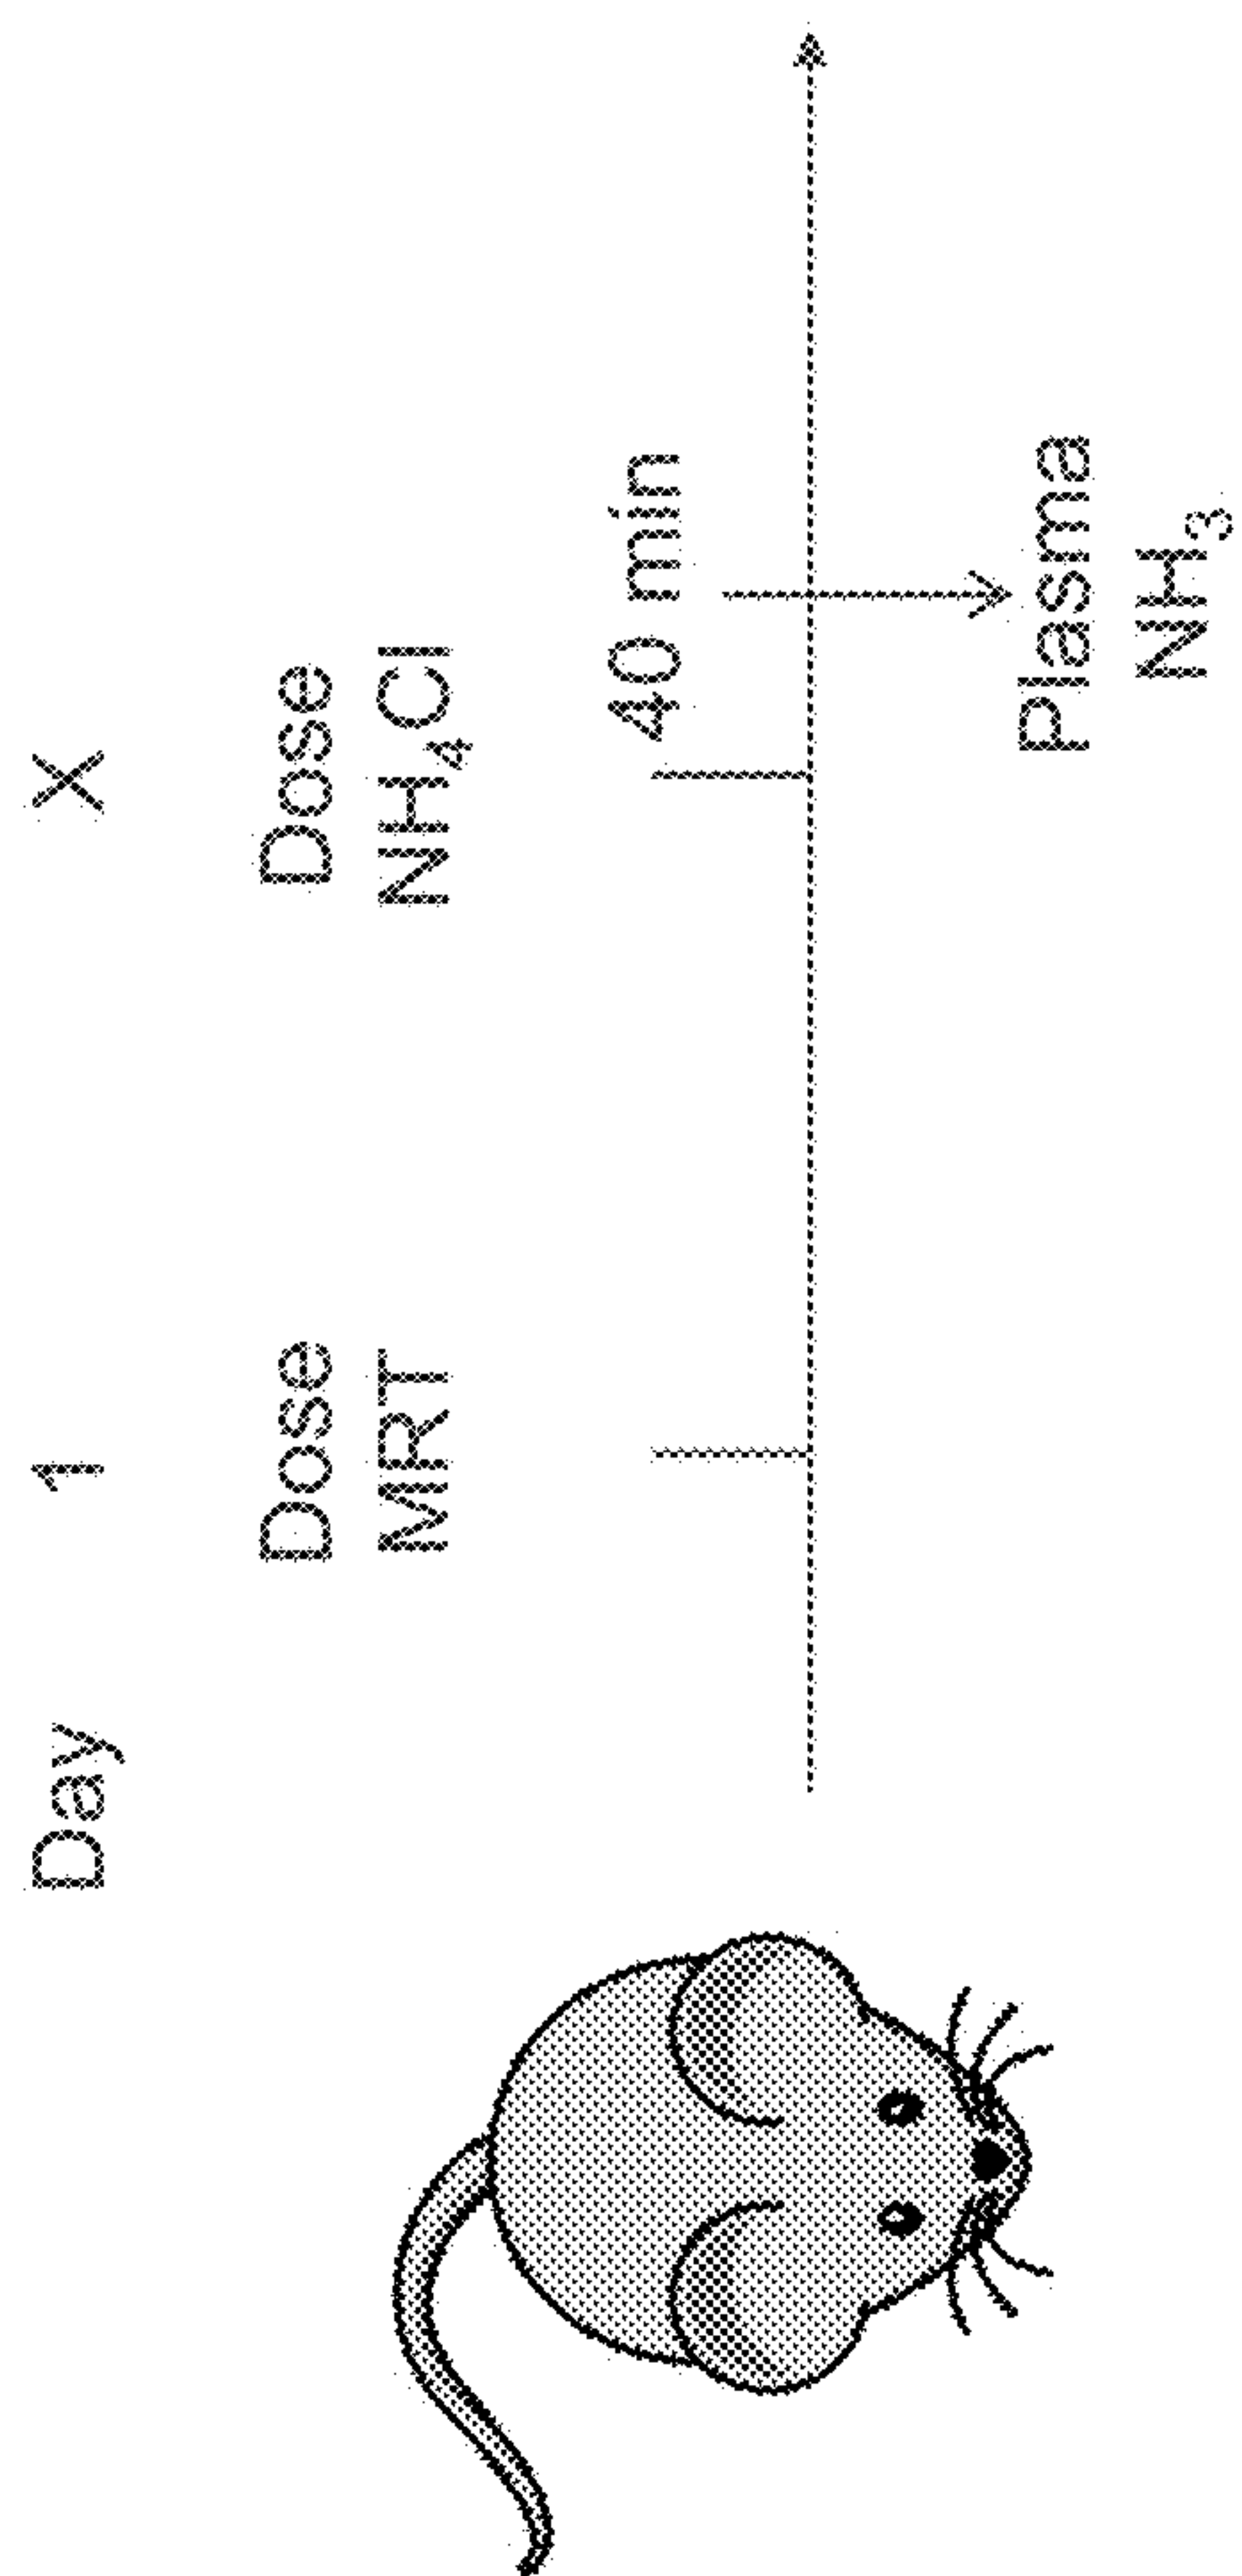 Day 1 X
Dose Dose
MRT NH₄Cl
40 min
Plasma
NH₃